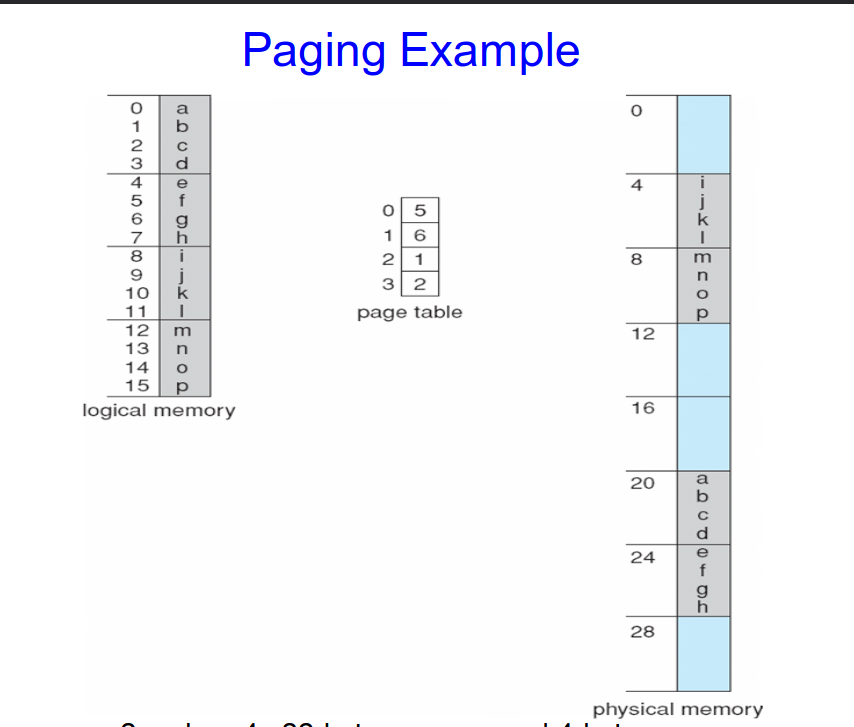 Paging Example
0 a
1 b
2 c
3 d
4 e
5 f
6 g
7 h
8 i
9 j
10 k
11 l
12 m
13 n
14 o
15 p
logical memory
0 5
1 6
2 1
3 2
page table
0
4 i
j
k
l
8 m
n
o
p
12
16
20 a
b
c
d
24 e
f
g
h
28
physical memory